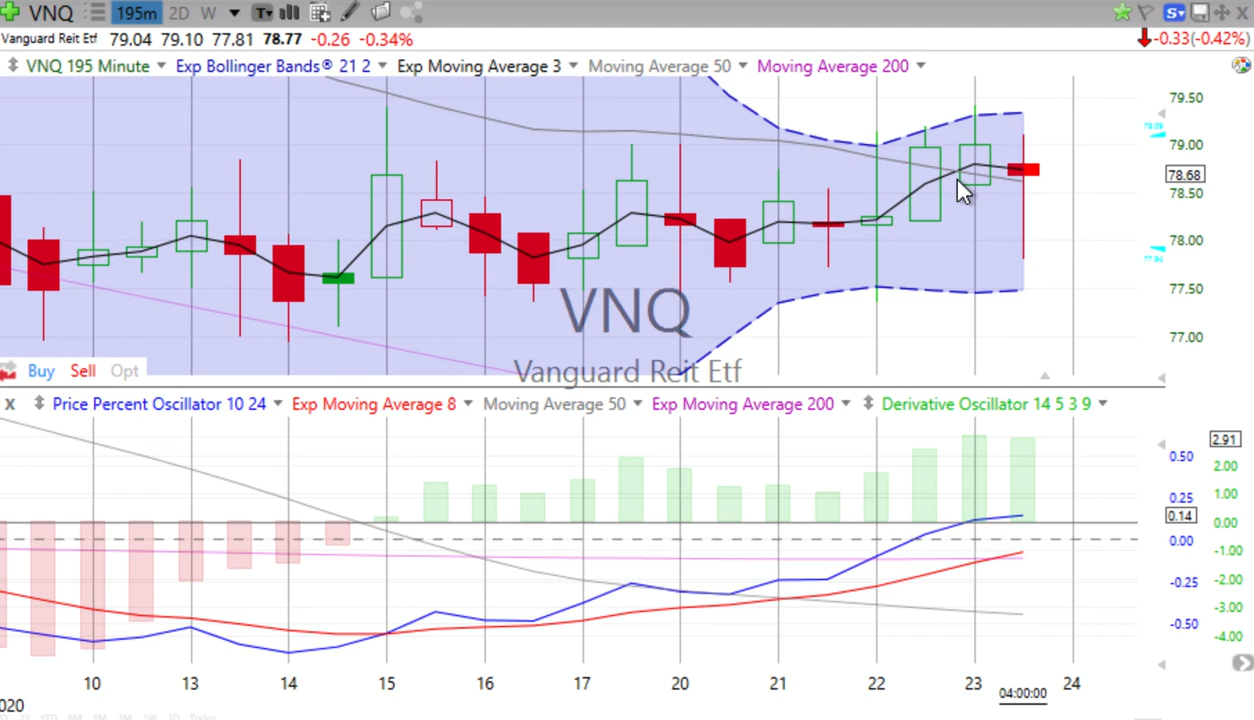 VNQ 195m 2D W T
S
Vanguard Reit Etf 79.04 79.10 77.81 78.77 -0.26 -0.34% -0.33(-0.42%)
VNQ 195 Minute Exp Bollinger Bands® 21 2 Exp Moving Average 3 Moving Average 50 Moving Average 200
79.50
79.00
78.68
78.50
78.00
77.50
77.00
VNQ
Vanguard Reit Etf
Buy Sell Opt
x Price Percent Oscillator 10 24 Exp Moving Average 8 Moving Average 50 Exp Moving Average 200 Derivative Oscillator 14 5 3 9
2.91
0.50 2.00
0.25 1.00
0.14 0.00
0.00 -1.00
-0.25 -2.00
-3.00
-0.50 -4.00
10 13 14 15 16 17 20 21 22 23 24
04:00:00
020